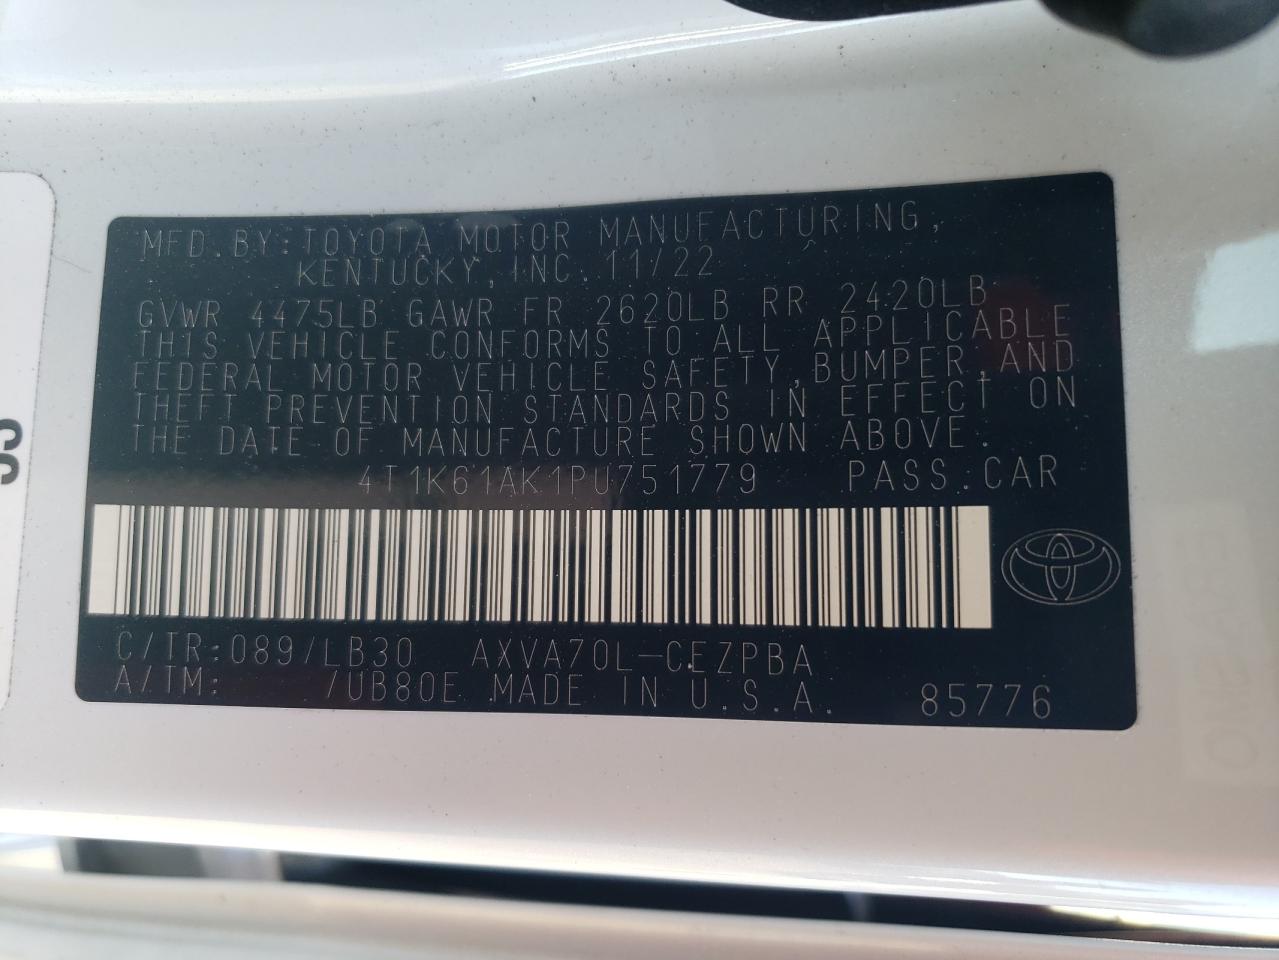 MFD.BY:TOYOTA MOTOR MANUFACTURING,
KENTUCKY,INC.11/22
GVWR 4475LB GAWR FR 2620LB RR 2420LB
THIS VEHICLE CONFORMS TO ALL APPLICABLE
FEDERAL MOTOR VEHICLE SAFETY,BUMPER,AND
THEFT PREVENTION STANDARDS IN EFFECT ON
THE DATE OF MANUFACTURE SHOWN ABOVE.
4T1K61AK1PU751779 PASS.CAR
C/TR:089/LB30 AXVA70L-CEZPBA
A/TM: /UB80E MADE IN U.S.A. 85776